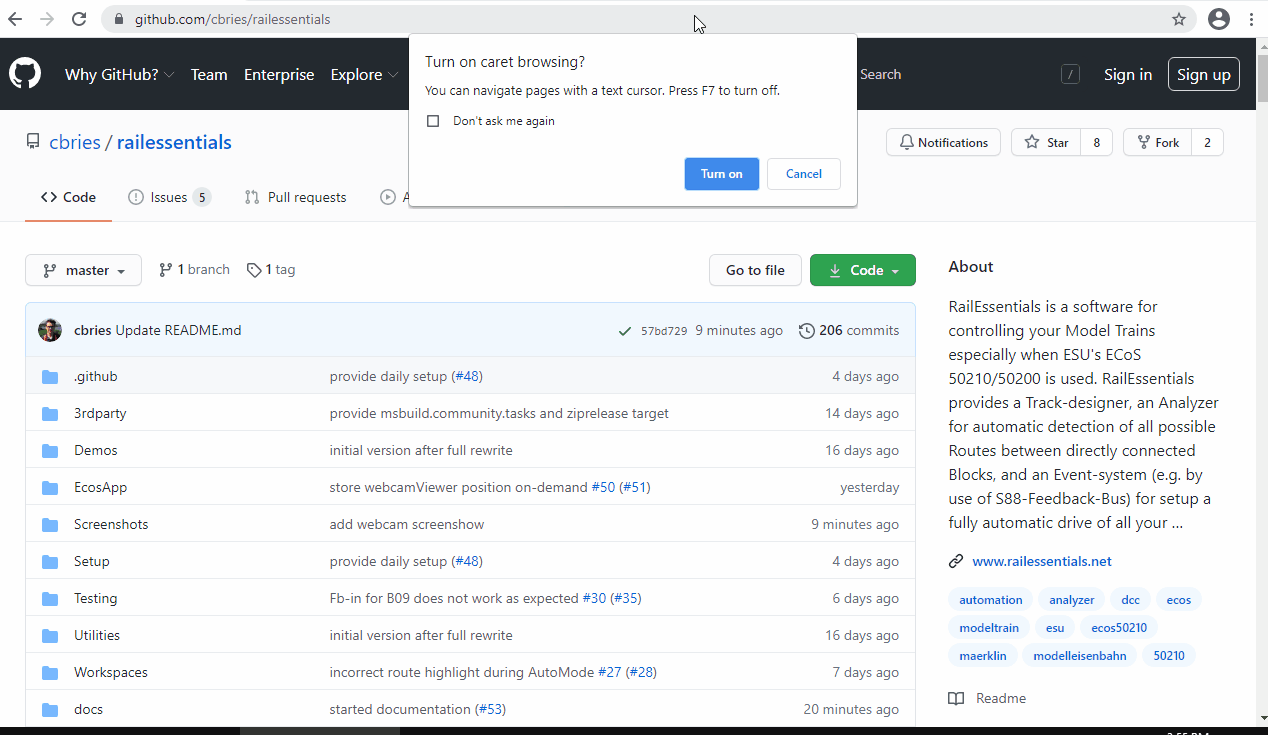 github.com/cbries/railessentials
Turn on caret browsing?
You can navigate pages with a text cursor. Press F7 to turn off.
Don't ask me again
Turn on Cancel
Why GitHub? Team Enterprise Explore Search / Sign in Sign up
cbries / railessentials
Notifications Star 8 Fork 2
Code Issues 5 Pull requests A
master 1 branch 1 tag Go to file Code
cbries Update README.md 57bd729 9 minutes ago 206 commits
.github provide daily setup (#48) 4 days ago
3rdparty provide msbuild.community.tasks and ziprelease target 14 days ago
Demos initial version after full rewrite 16 days ago
EcosApp store webcamViewer position on-demand #50 (#51) yesterday
Screenshots add webcam screenshow 9 minutes ago
Setup provide daily setup (#48) 4 days ago
Testing Fb-in for B09 does not work as expected #30 (#35) 6 days ago
Utilities initial version after full rewrite 16 days ago
Workspaces incorrect route highlight during AutoMode #27 (#28) 7 days ago
docs started documentation (#53) 20 minutes ago
About
RailEssentials is a software for
controlling your Model Trains
especially when ESU's ECoS
50210/50200 is used. RailEssentials
provides a Track-designer, an Analyzer
for automatic detection of all possible
Routes between directly connected
Blocks, and an Event-system (e.g. by
use of S88-Feedback-Bus) for setup a
fully automatic drive of all your ...
www.railessentials.net
automation analyzer dcc ecos
modeltrain esu ecos50210
maerklin modelleisenbahn 50210
Readme